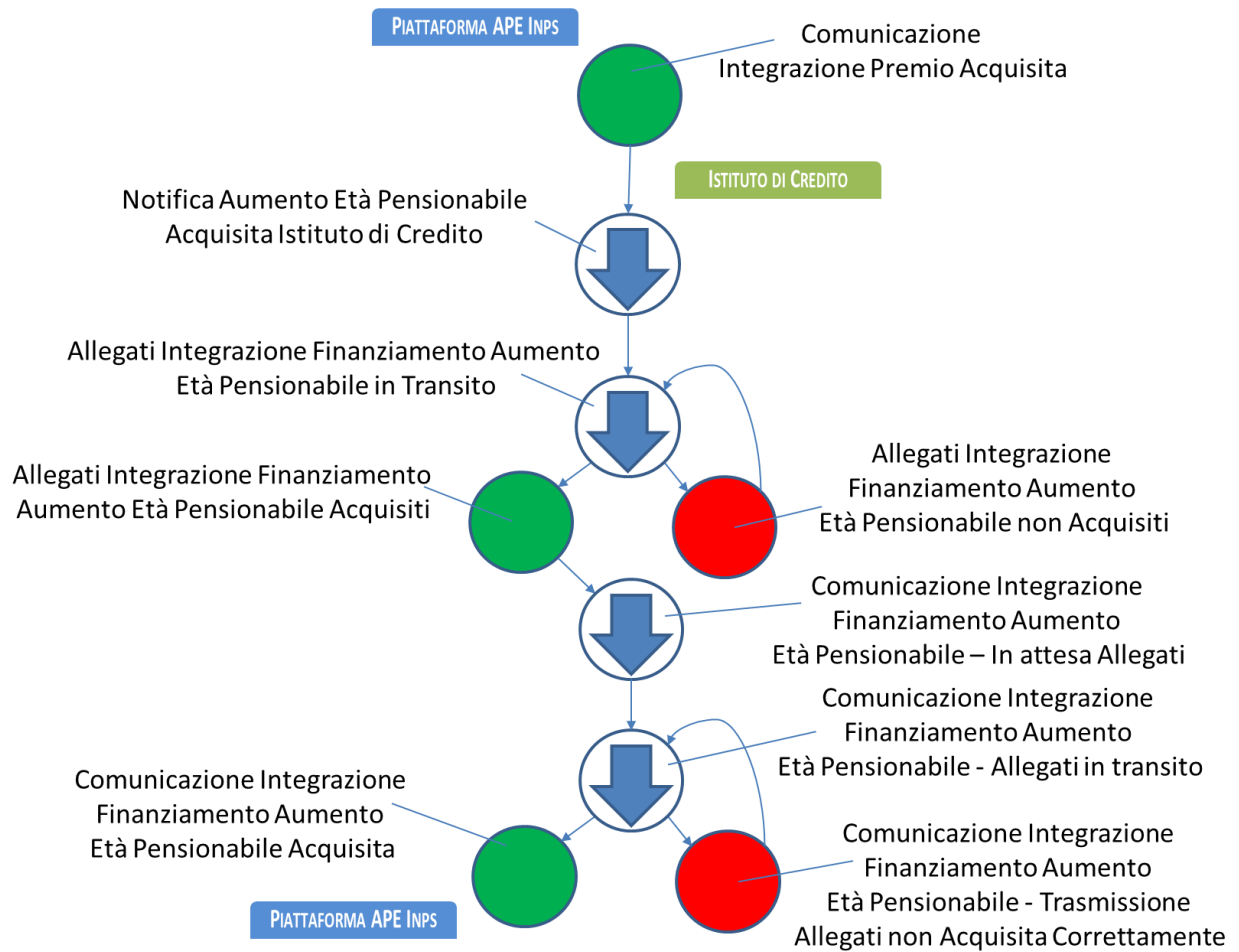 PIATTAFORMA APE INPS
Comunicazione
Integrazione Premio Acquisita
ISTITUTO DI CREDITO
Notifica Aumento Età Pensionabile
Acquisita Istituto di Credito
Allegati Integrazione Finanziamento Aumento
Età Pensionabile in Transito
Allegati Integrazione Finanziamento
Aumento Età Pensionabile Acquisiti
Allegati Integrazione
Finanziamento Aumento
Età Pensionabile non Acquisiti
Comunicazione Integrazione
Finanziamento Aumento
Età Pensionabile – In attesa Allegati
Comunicazione Integrazione
Finanziamento Aumento
Età Pensionabile - Allegati in transito
Comunicazione Integrazione
Finanziamento Aumento
Età Pensionabile Acquisita
Comunicazione Integrazione
Finanziamento Aumento
Età Pensionabile - Trasmissione
Allegati non Acquisita Correttamente
PIATTAFORMA APE INPS